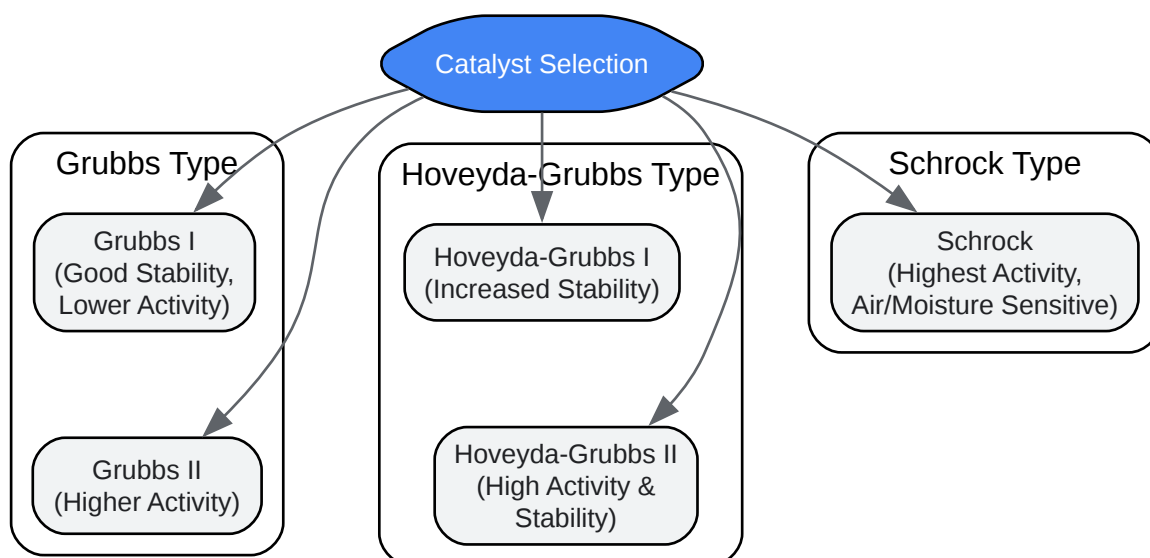 Catalyst Selection
Grubbs Type
Grubbs I
(Good Stability,
Lower Activity)
Grubbs II
(Higher Activity)
Hoveyda-Grubbs Type
Hoveyda-Grubbs I
(Increased Stability)
Hoveyda-Grubbs II
(High Activity &
Stability)
Schrock Type
Schrock
(Highest Activity,
Air/Moisture Sensitive)